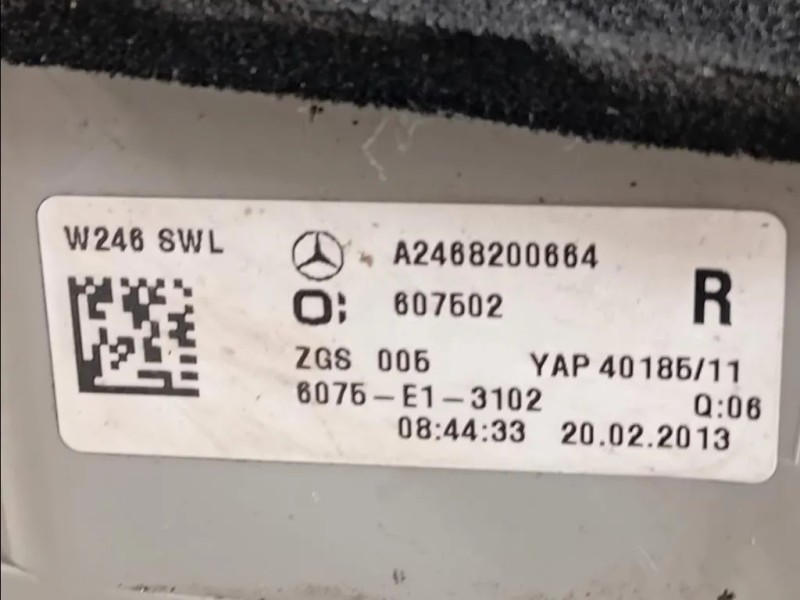 W246 SWL
A2468200664
O: 607502
R
ZGS 005 YAP 40185/11
6075-E1-3102 Q:06
08:44:33 20.02.2013